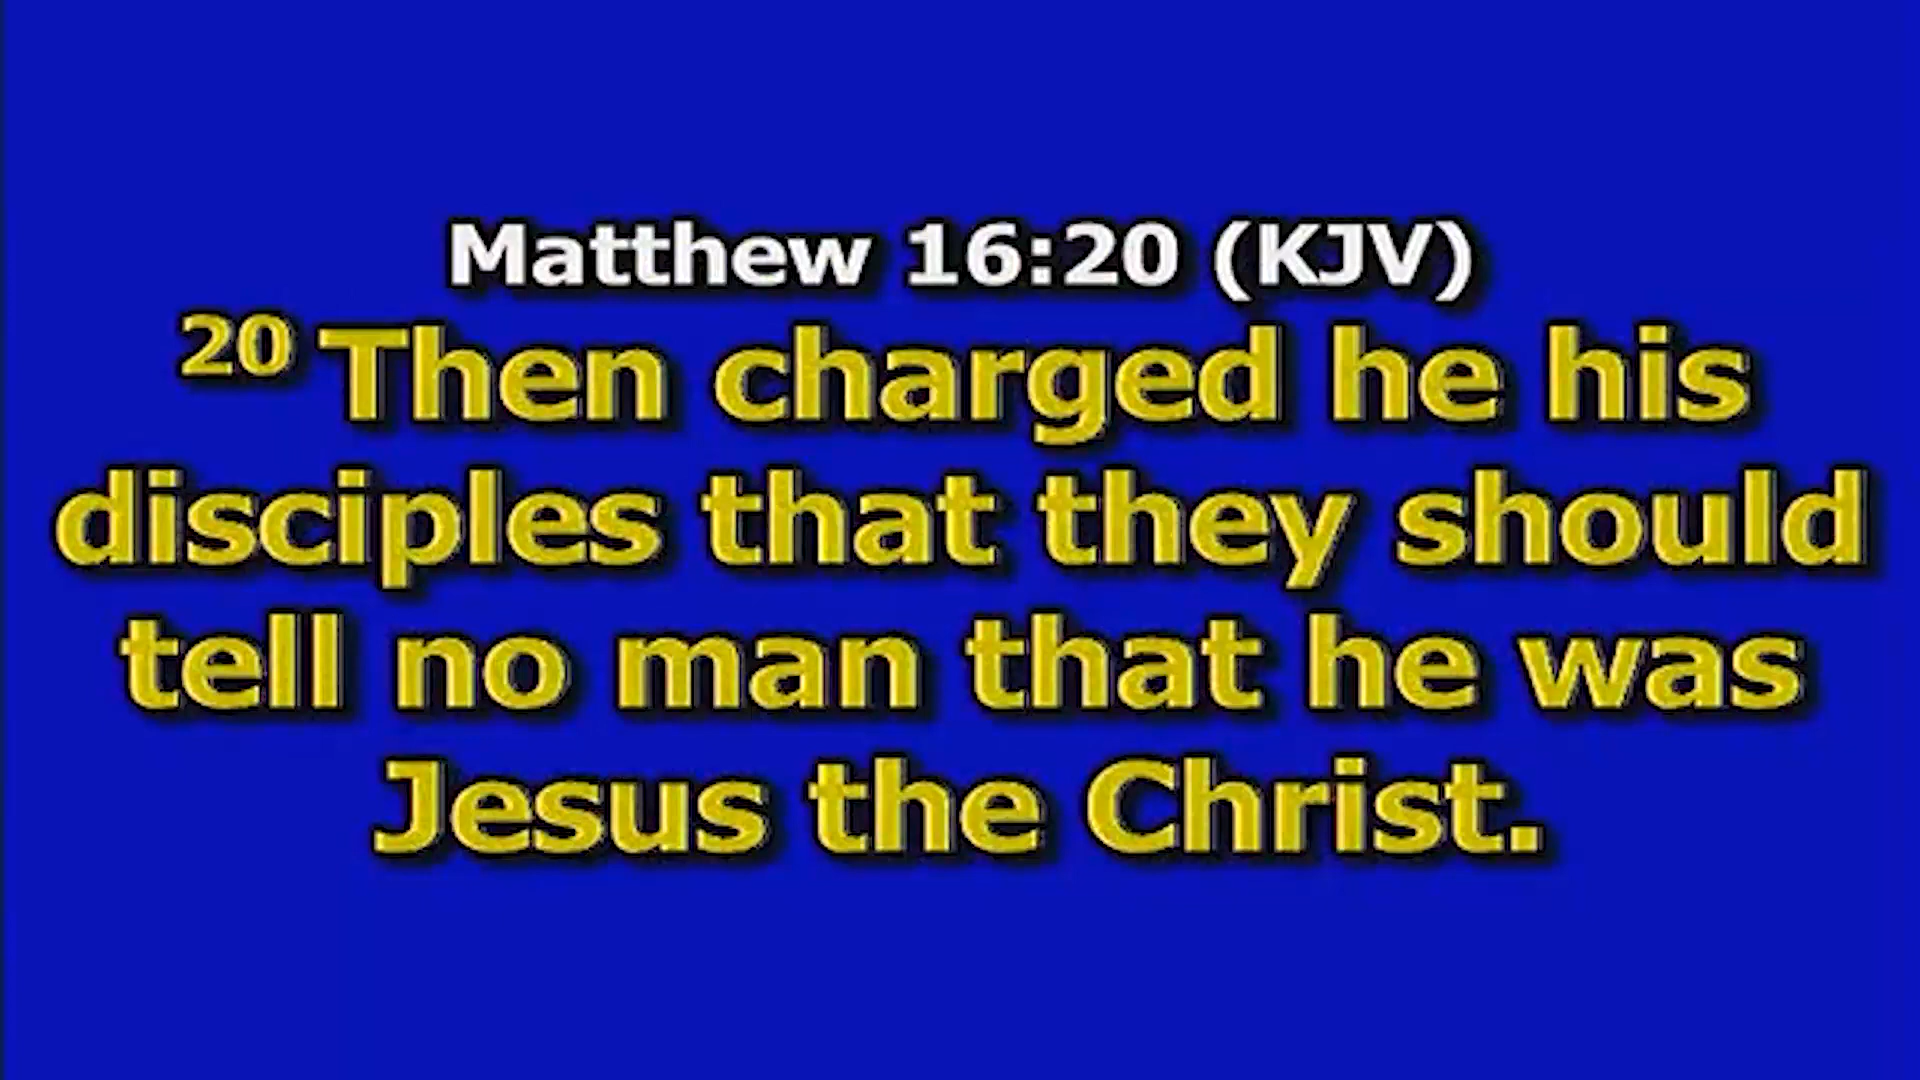 Matthew 16:20 (KJV)
20 Then charged he his
disciples that they should
tell no man that he was
Jesus the Christ.